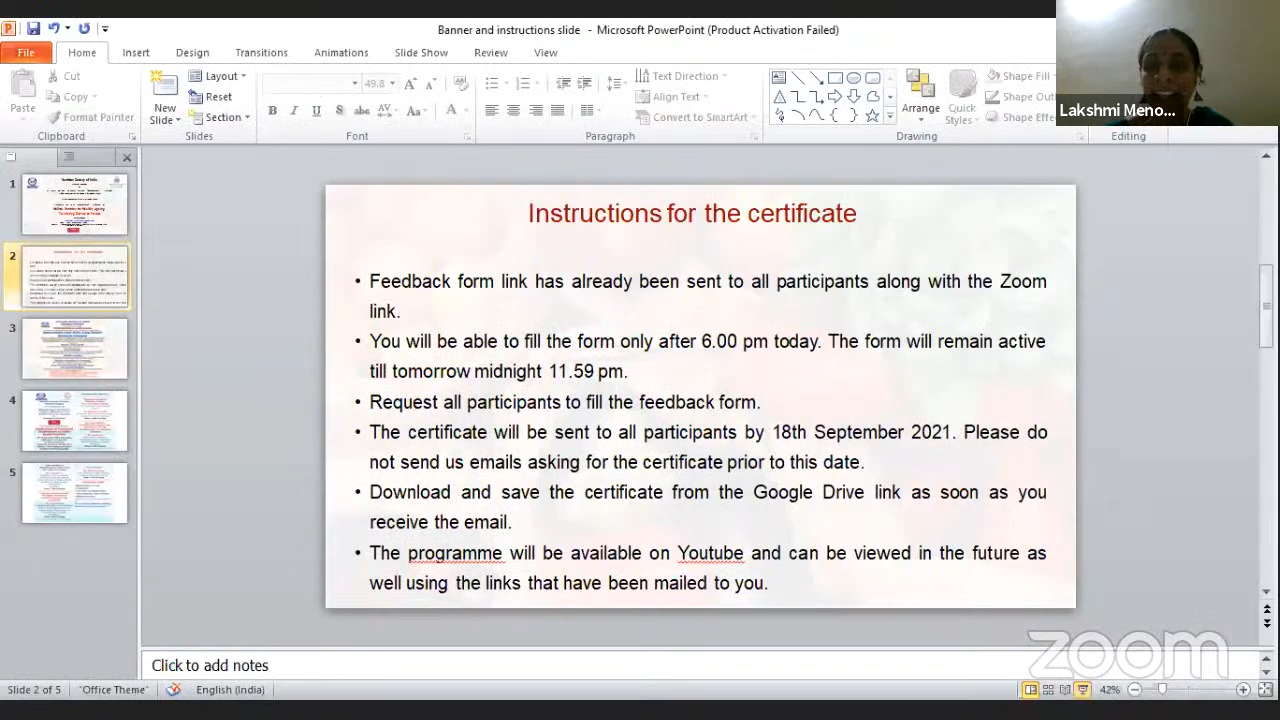 Banner and instructions slide - Microsoft PowerPoint (Product Activation Failed)
File Home Insert Design Transitions Animations Slide Show Review View
Cut
Copy
Format Painter
Paste
Clipboard
New
Slide
Layout
Reset
Section
Slides
49.8
Font
Text Direction
Align Text
Convert to SmartArt
Paragraph
Arrange
Quick
Styles
Shape Fill
Shape
Shape
Drawing
Editing
Lakshmi Meno...
1
2
3
4
5
Instructions for the certificate
• Feedback form link has already been sent to all participants along with the Zoom
link.
• You will be able to fill the form only after 6.00 pm today. The form will remain active
till tomorrow midnight 11.59 pm.
• Request all participants to fill the feedback form.
• The certificate will be sent to all participants by 18th September 2021. Please do
not send us emails asking for the certificate prior to this date.
• Download and save the certificate from the Google Drive link as soon as you
receive the email.
• The programme will be available on Youtube and can be viewed in the future as
well using the links that have been mailed to you.
zoom
Click to add notes
Slide 2 of 5 "Office Theme" English (India) 42%